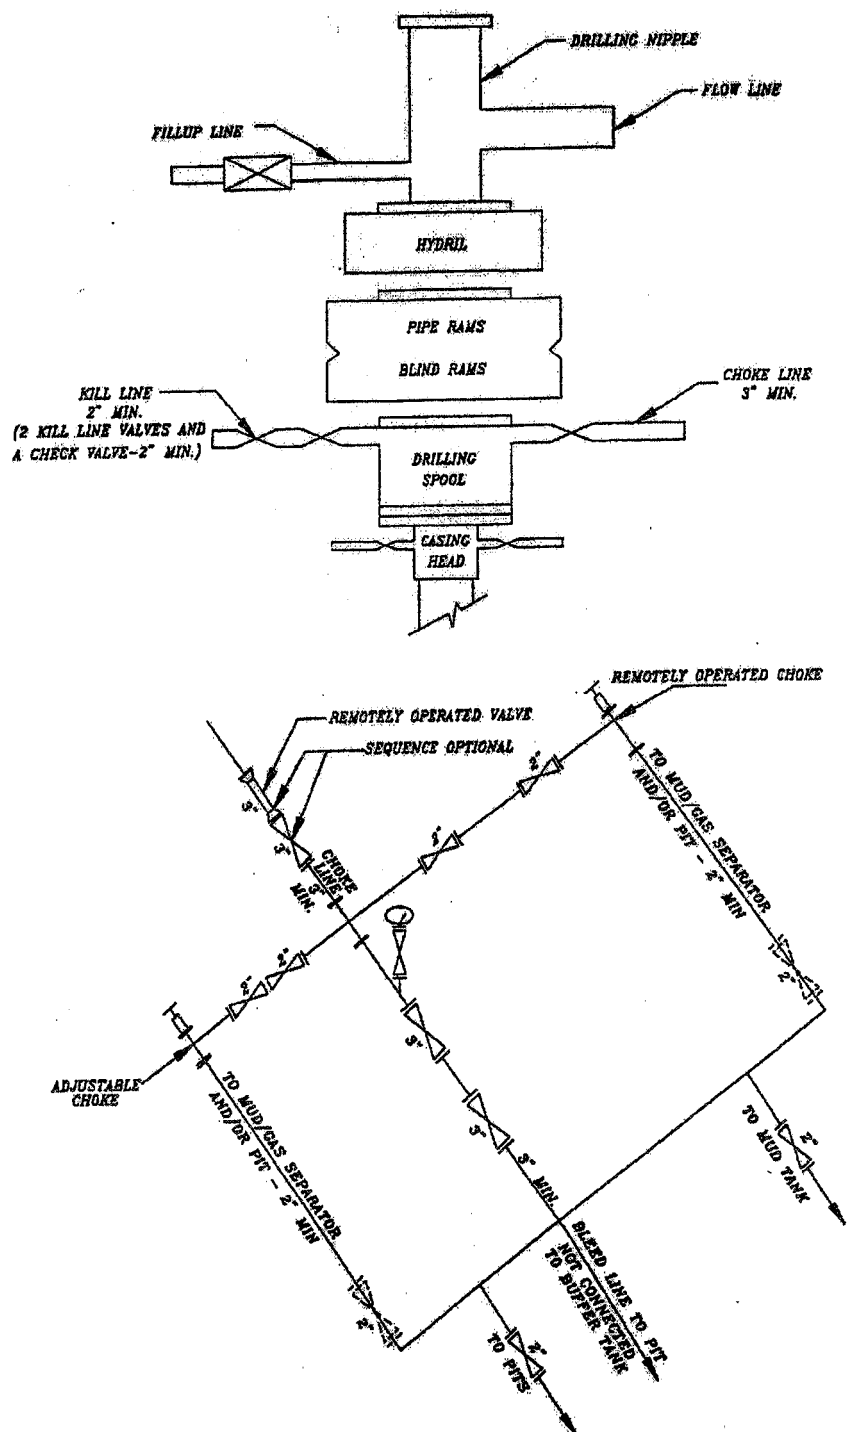 DRILLING NIPPLE
FLOW LINE
FILLUP LINE
HYDRIL
PIPE RAMS
BLIND RAMS
KILL LINE
2" MIN.
(2 KILL LINE VALVES AND
A CHECK VALVE-2" MIN.)
CHOKE LINE
3" MIN.
DRILLING
SPOOL
CASING
HEAD
REMOTELY OPERATED CHOKE
REMOTELY OPERATED VALVE
SEQUENCE OPTIONAL
3"
3"
CHOKE
LINE
3"
MIN.
2"
2"
TO MUD/GAS SEPARATOR
AND/OR PIT - 2" MIN
2"
2"
2"
ADJUSTABLE
CHOKE
TO MUD/GAS SEPARATOR
AND/OR PIT - 2" MIN
2"
3"
3"
3" MIN.
BLEED LINE TO PIT
NOT CONNECTED
TO BUFFER TANK
2"
TO MUD TANK
2"
TO PITS